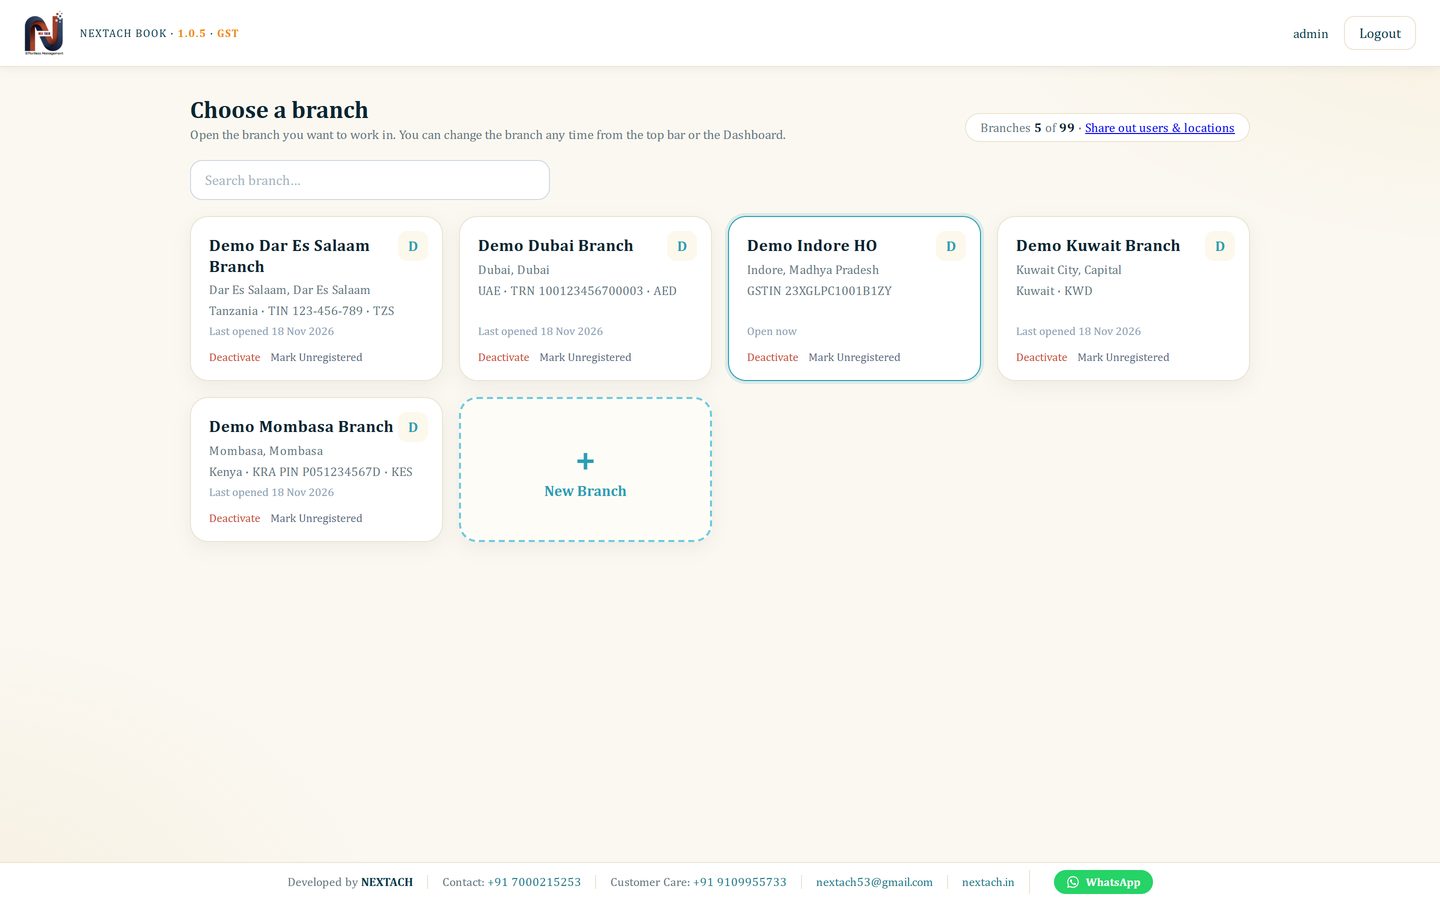 NEXTACH BOOK · 1.0.5 · GST
admin
Logout
Choose a branch
Open the branch you want to work in. You can change the branch any time from the top bar or the Dashboard.
Branches 5 of 99 · Share out users & locations
Search branch...
Demo Dar Es Salaam
Branch
D
Dar Es Salaam, Dar Es Salaam
Tanzania · TIN 123-456-789 · TZS
Last opened 18 Nov 2026
Deactivate Mark Unregistered
Demo Dubai Branch
D
Dubai, Dubai
UAE · TRN 100123456700003 · AED
Last opened 18 Nov 2026
Deactivate Mark Unregistered
Demo Indore HO
D
Indore, Madhya Pradesh
GSTIN 23XGLPC1001B1ZY
Open now
Deactivate Mark Unregistered
Demo Kuwait Branch
D
Kuwait City, Capital
Kuwait · KWD
Last opened 18 Nov 2026
Deactivate Mark Unregistered
Demo Mombasa Branch
D
Mombasa, Mombasa
Kenya · KRA PIN P051234567D · KES
Last opened 18 Nov 2026
Deactivate Mark Unregistered
+
New Branch
Developed by NEXTACH
Contact: +91 7000215253
Customer Care: +91 9109955733
nextach53@gmail.com
nextach.in
WhatsApp